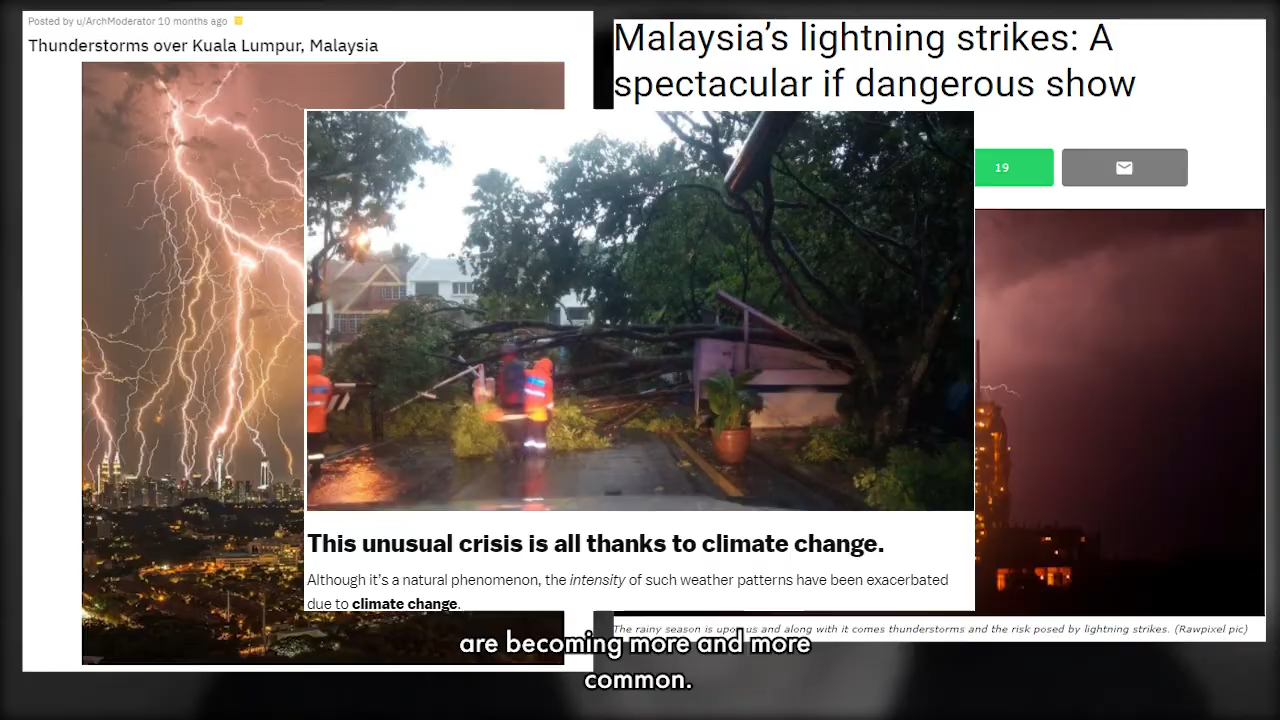 Posted by u/ArchModerator 10 months ago
Thunderstorms over Kuala Lumpur, Malaysia
Malaysia's lightning strikes: A
spectacular if dangerous show
19
This unusual crisis is all thanks to climate change.
Although it's a natural phenomenon, the intensity of such weather patterns have been exacerbated
due to climate change.
The rainy season is upon us and along with it comes thunderstorms and the risk posed by lightning strikes. (Rawpixel pic)
are becoming more and more
common.